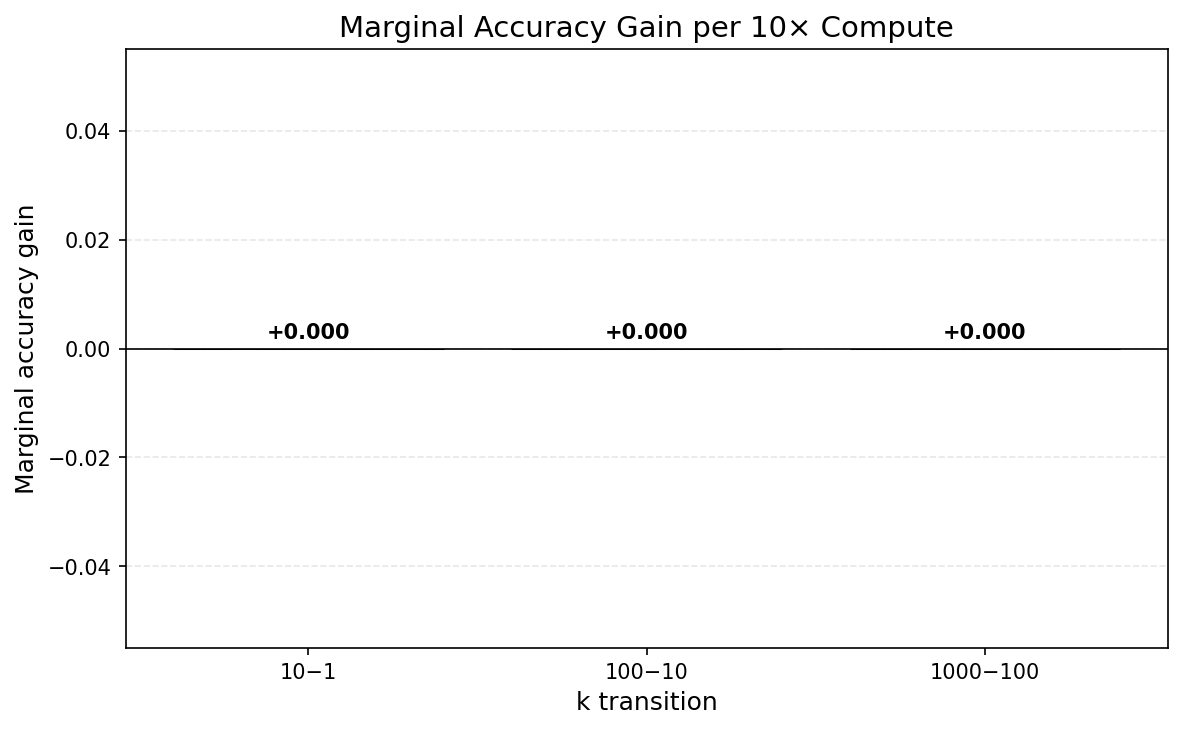 Marginal Accuracy Gain per 10× Compute
Marginal accuracy gain
0.04
0.02
0.00
−0.02
−0.04
+0.000 +0.000 +0.000
10−1 100−10 1000−100
k transition